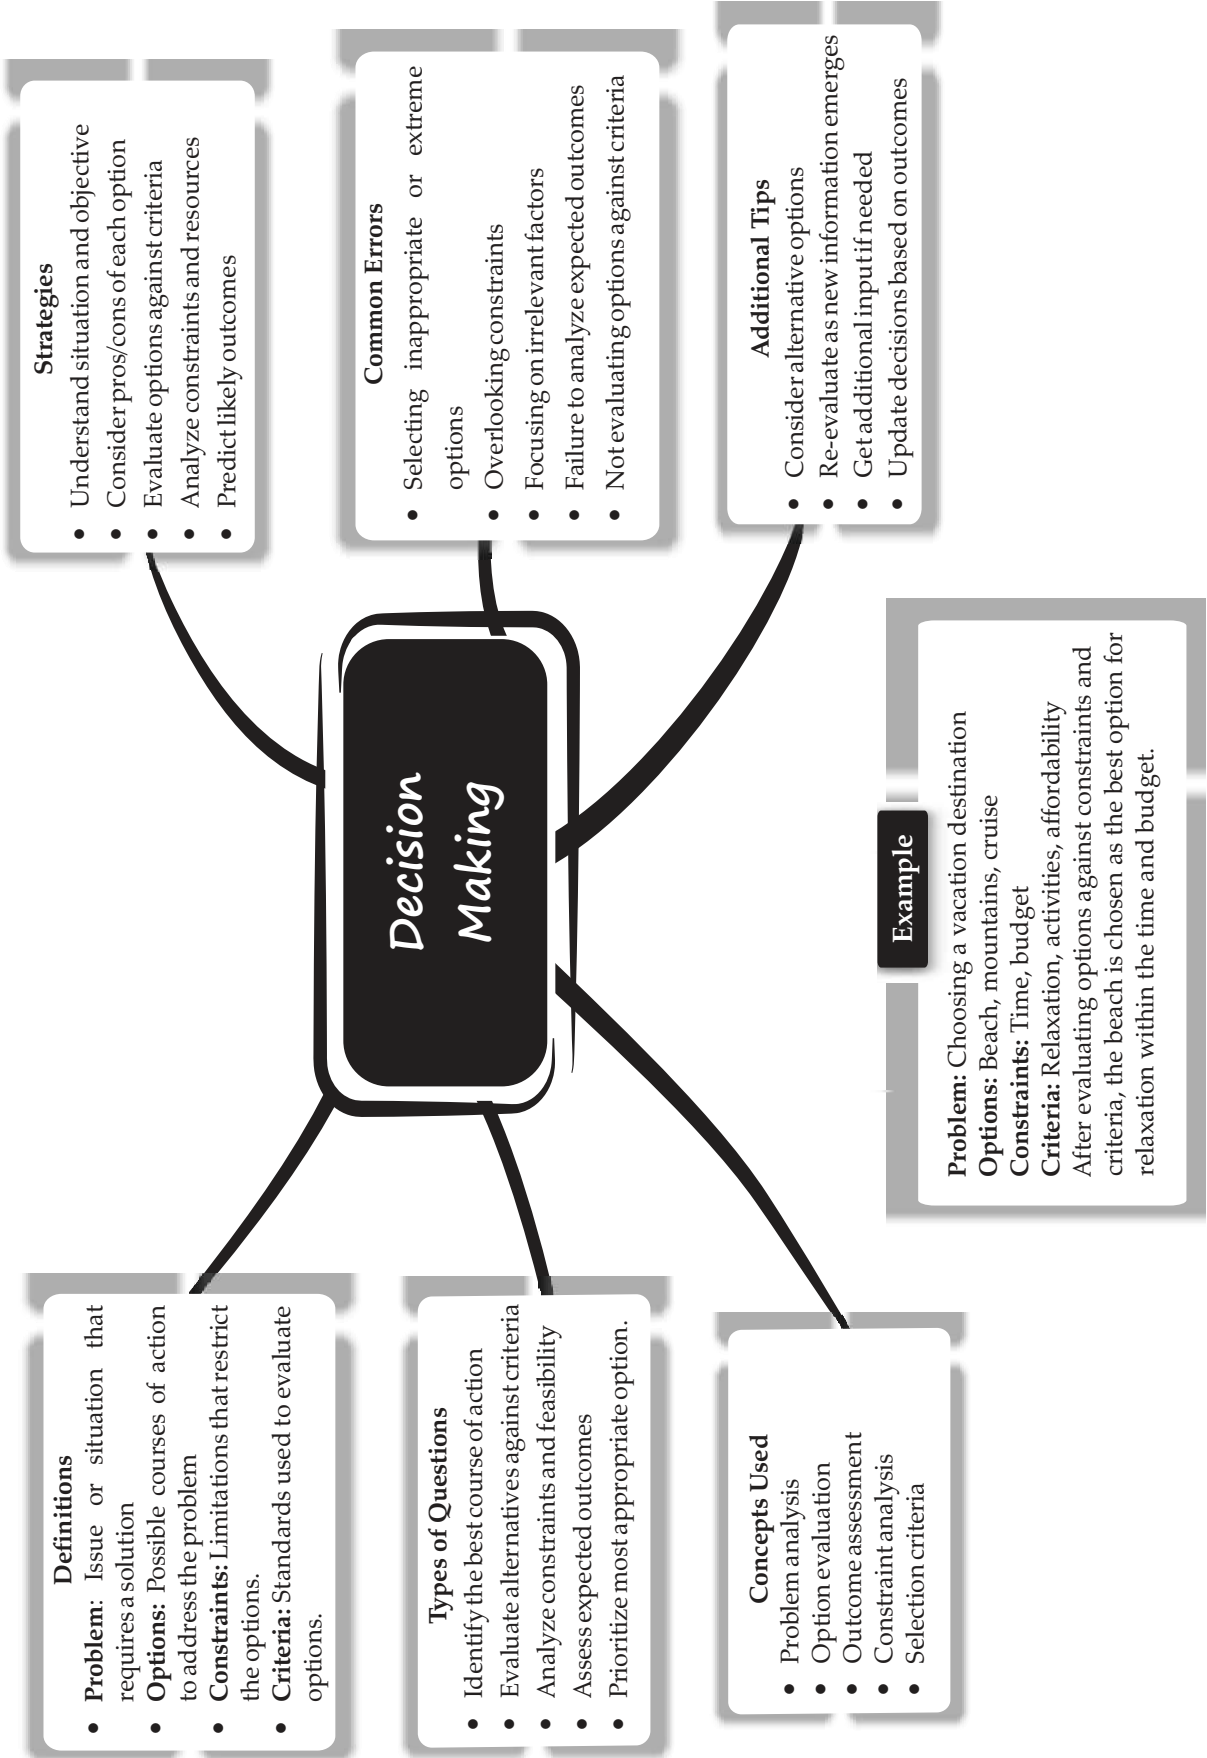 Definitions
• Problem: Issue or situation that
requires a solution
• Options: Possible courses of action
to address the problem
• Constraints: Limitations that restrict
the options.
• Criteria: Standards used to evaluate
options.
Types of Questions
• Identify the best course of action
• Evaluate alternatives against criteria
• Analyze constraints and feasibility
• Assess expected outcomes
• Prioritize most appropriate option.
Concepts Used
• Problem analysis
• Option evaluation
• Outcome assessment
• Constraint analysis
• Selection criteria
Decision
Making
Strategies
• Understand situation and objective
• Consider pros/cons of each option
• Evaluate options against criteria
• Analyze constraints and resources
• Predict likely outcomes
Common Errors
• Selecting inappropriate or extreme
options
• Overlooking constraints
• Focusing on irrelevant factors
• Failure to analyze expected outcomes
• Not evaluating options against criteria
Additional Tips
• Consider alternative options
• Re-evaluate as new information emerges
• Get additional input if needed
• Update decisions based on outcomes
Example
Problem: Choosing a vacation destination
Options: Beach, mountains, cruise
Constraints: Time, budget
Criteria: Relaxation, activities, affordability
After evaluating options against constraints and
criteria, the beach is chosen as the best option for
relaxation within the time and budget.